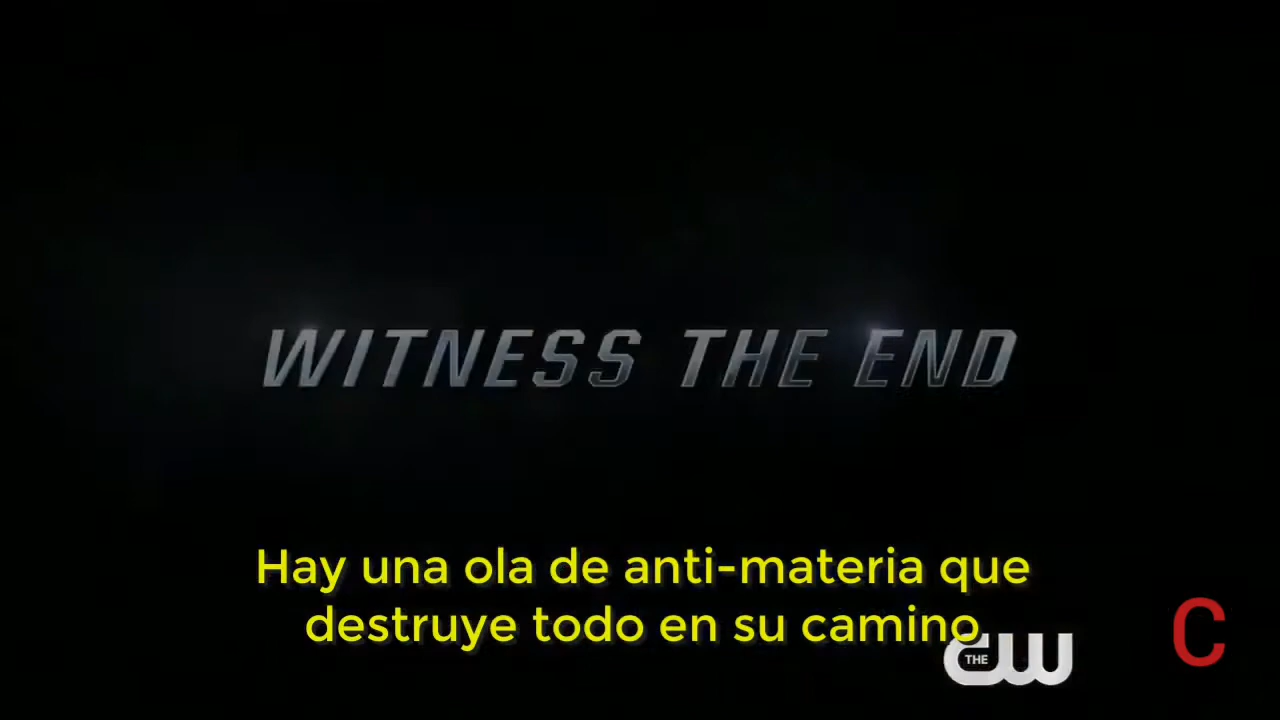 WITNESS THE END
Hay una ola de anti-materia que
destruye todo en su camino
THE CW
C